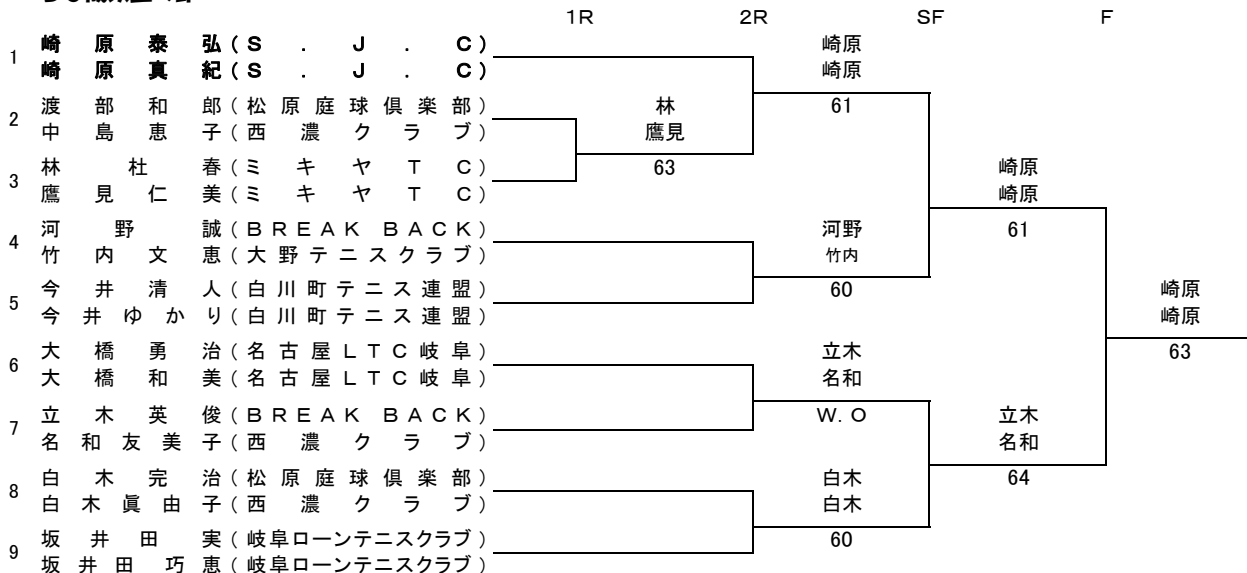 1R 2R SF F
1 崎原泰弘(S.J.C)
崎原真紀(S.J.C)
2 渡部和郎(松原庭球倶楽部)
中島恵子(西濃クラブ)
3 林杜春(ミキヤTC)
鷹見仁美(ミキヤTC)
4 河野誠(BREAK BACK)
竹内文恵(大野テニスクラブ)
5 今井清人(白川町テニス連盟)
今井ゆかり(白川町テニス連盟)
6 大橋勇治(名古屋LTC岐阜)
大橋和美(名古屋LTC岐阜)
7 立木英俊(BREAK BACK)
名和友美子(西濃クラブ)
8 白木完治(松原庭球倶楽部)
白木眞由子(西濃クラブ)
9 坂井田実(岐阜ローンテニスクラブ)
坂井田巧恵(岐阜ローンテニスクラブ)
林
鷹見
63
崎原
崎原
61
河野
竹内
60
立木
名和
W.O
白木
白木
60
崎原
崎原
61
立木
名和
64
崎原
崎原
63